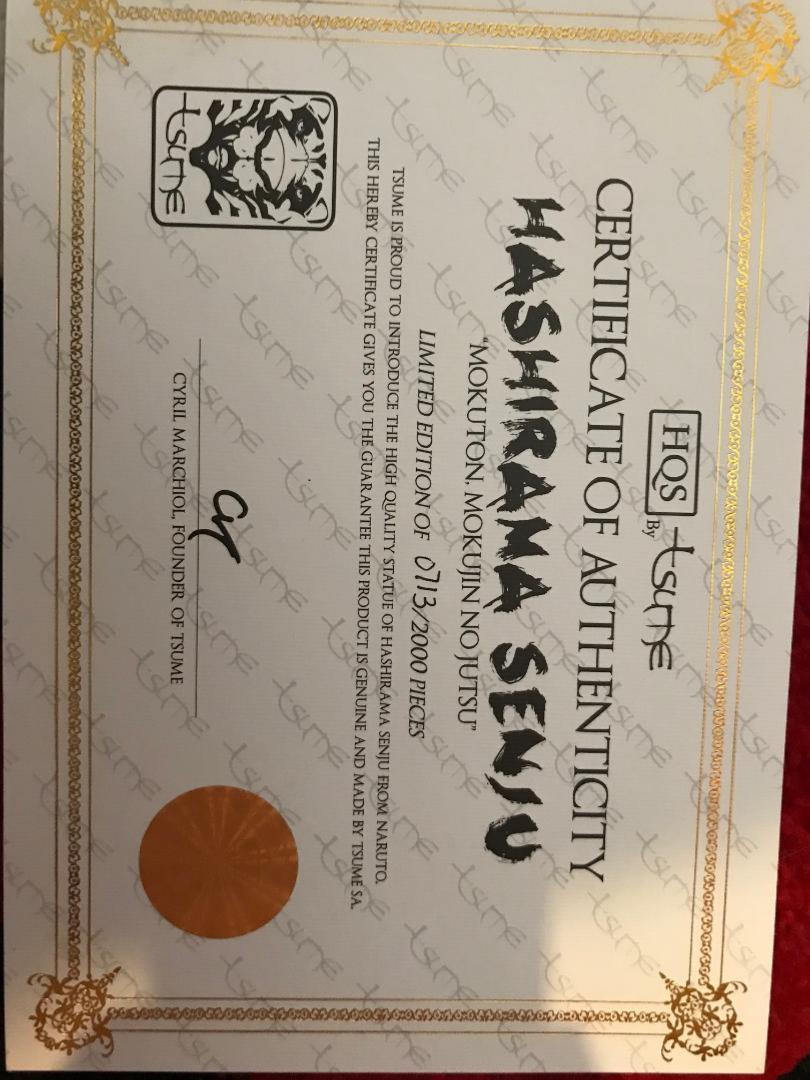 HQS By tsume
CERTIFICATE OF AUTHENTICITY
HASHIRAMA SENJU
"MOKUTON. MOKUJIN NO JUTSU"
LIMITED EDITION OF 0713/2000 PIECES
TSUME IS PROUD TO INTRODUCE THE HIGH QUALITY STATUE OF HASHIRAMA SENJU FROM NARUTO.
THIS HEREBY CERTIFICATE GIVES YOU THE GUARANTEE THIS PRODUCT IS GENUINE AND MADE BY TSUME SA.
tsume
CYRIL MARCHIOL, FOUNDER OF TSUME